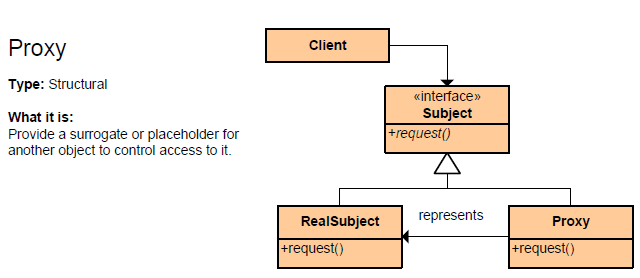 Proxy
Type: Structural
What it is:
Provide a surrogate or placeholder for
another object to control access to it.
Client
«interface»
Subject
+request()
RealSubject
+request()
represents
Proxy
+request()